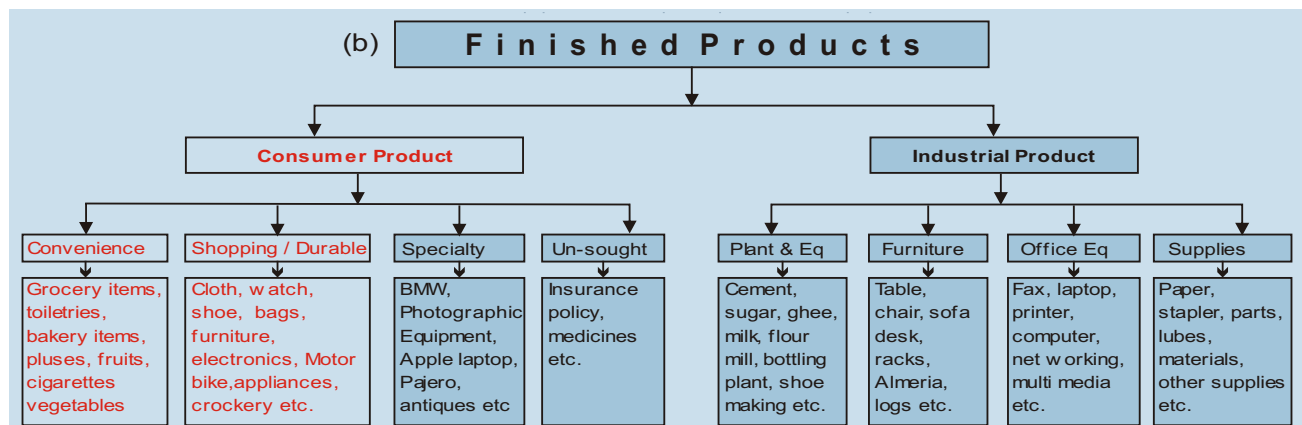 (b) Finished Products
Consumer Product
Industrial Product
Convenience
Shopping / Durable
Specialty
Un-sought
Plant & Eq
Furniture
Office Eq
Supplies
Grocery items,
toiletries,
bakery items,
pluses, fruits,
cigarettes
vegetables
Cloth, watch,
shoe, bags,
furniture,
electronics, Motor
bike,appliances,
crockery etc.
BMW,
Photographic
Equipment,
Apple laptop,
Pajero,
antiques etc
Insurance
policy,
medicines
etc.
Cement,
sugar, ghee,
milk, flour
mill, bottling
plant, shoe
making etc.
Table,
chair, sofa
desk,
racks,
Almeria,
logs etc.
Fax, laptop,
printer,
computer,
net working,
multi media
etc.
Paper,
stapler, parts,
lubes,
materials,
other supplies
etc.